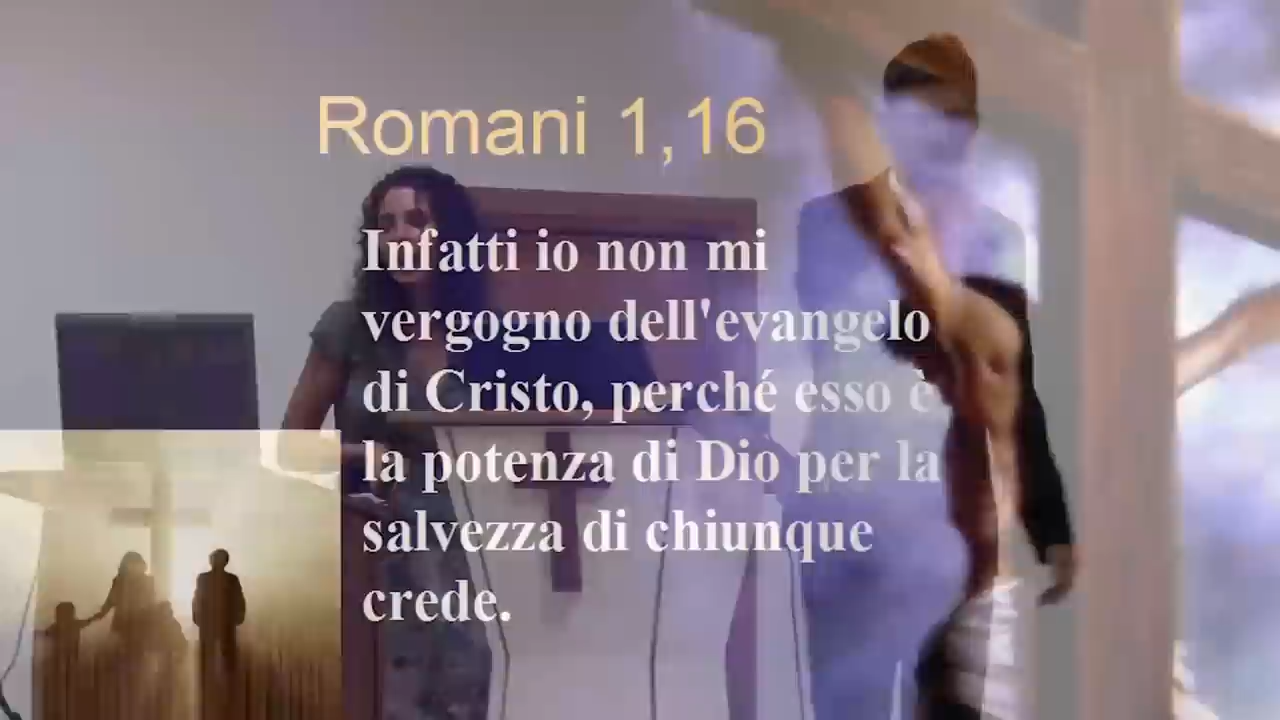 Romani 1,16
Infatti io non mi
vergogno dell'evangelo
di Cristo, perché esso è
la potenza di Dio per la
salvezza di chiunque
crede.